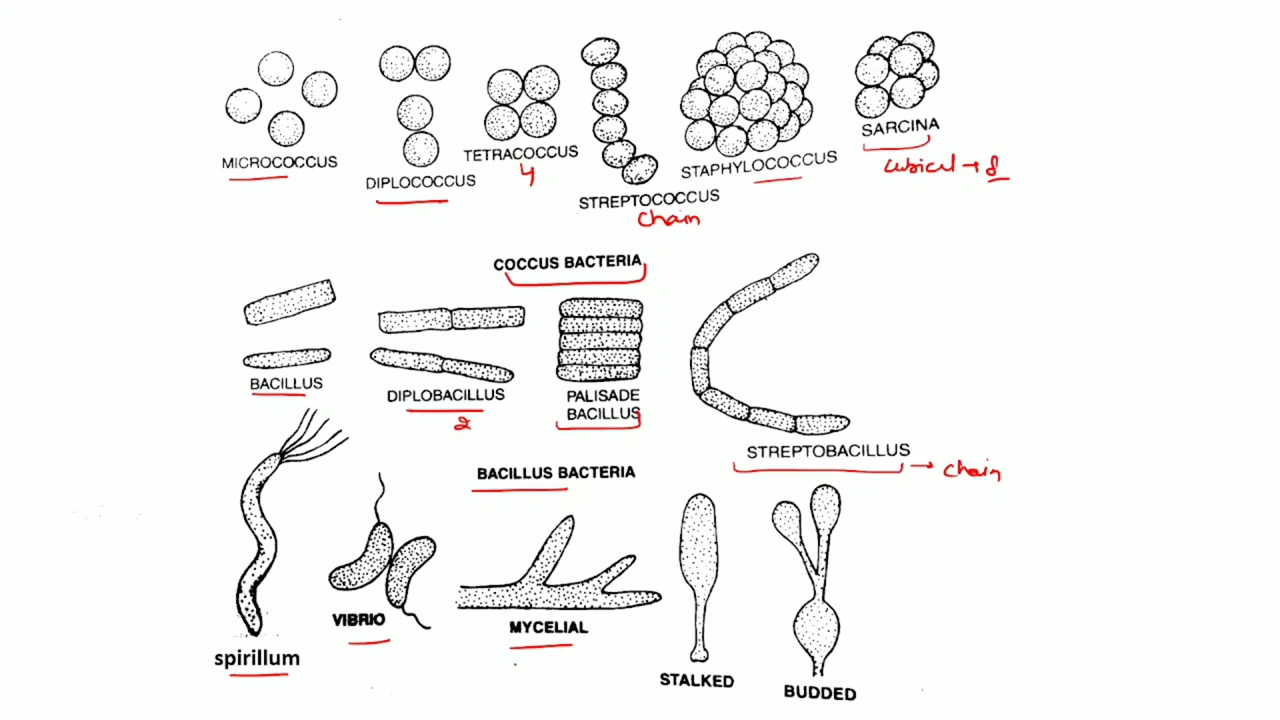 MICROCOCCUS
DIPLOCOCCUS
TETRACOCCUS
4
STREPTOCOCCUS
Chain
STAPHYLOCOCCUS
SARCINA
cubical → 8
COCCUS BACTERIA
BACILLUS
DIPLOBACILLUS
2
PALISADE
BACILLUS
STREPTOBACILLUS
→ chain
BACILLUS BACTERIA
spirillum
VIBRIO
MYCELIAL
STALKED
BUDDED